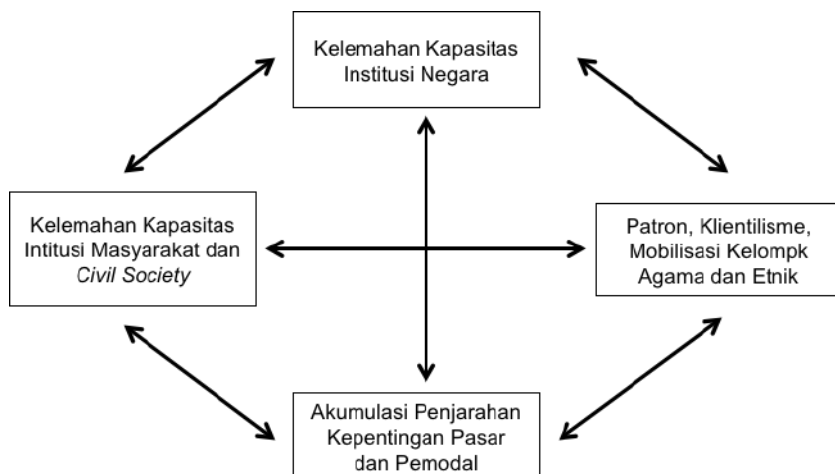 Kelemahan Kapasitas
Institusi Negara
Kelemahan Kapasitas
Intitusi Masyarakat dan
Civil Society
Patron, Klientilisme,
Mobilisasi Kelompk
Agama dan Etnik
Akumulasi Penjarahan
Kepentingan Pasar
dan Pemodal